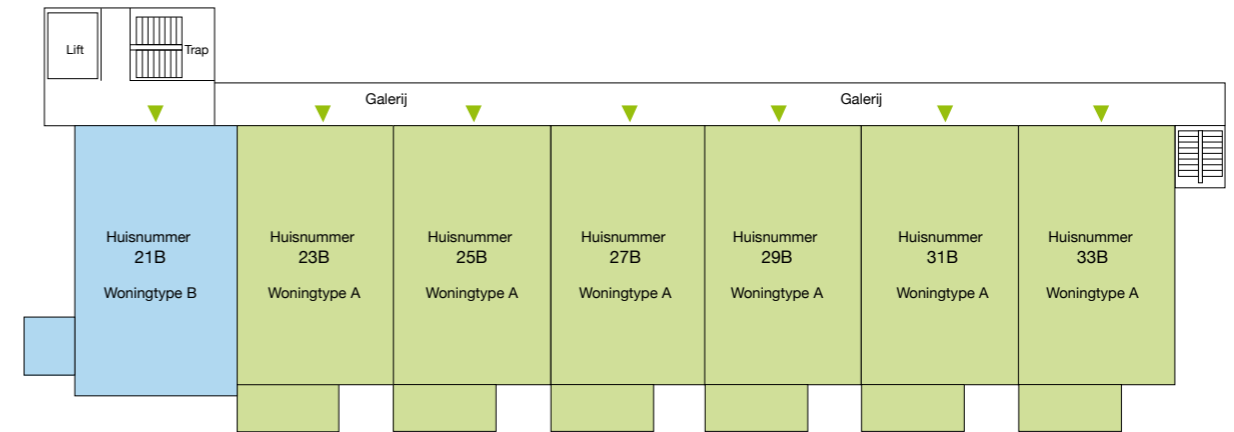 Lift
Trap
Galerij
Galerij
Huisnummer
21B
Woningtype B
Huisnummer
23B
Woningtype A
Huisnummer
25B
Woningtype A
Huisnummer
27B
Woningtype A
Huisnummer
29B
Woningtype A
Huisnummer
31B
Woningtype A
Huisnummer
33B
Woningtype A